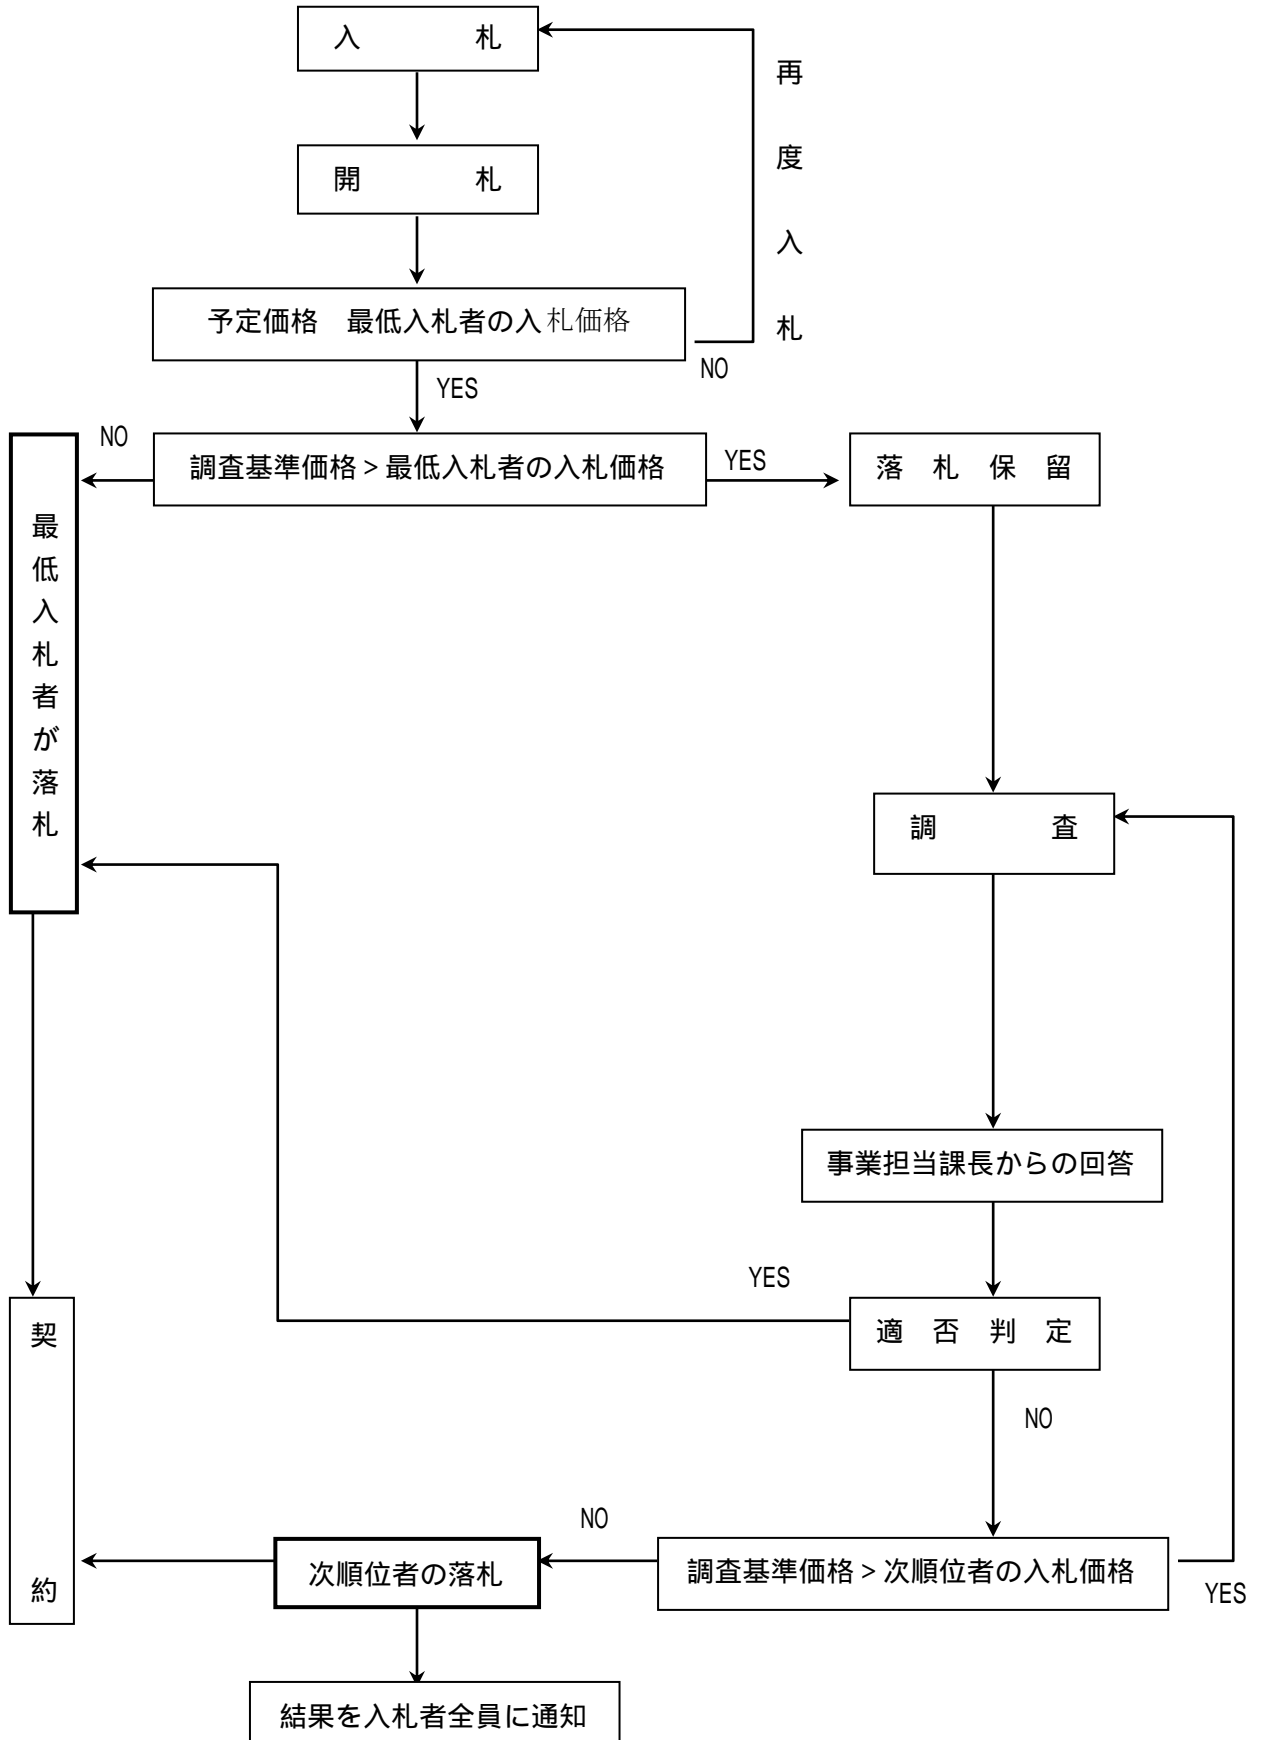 入　　　札
再度入札
開　　　札
予定価格　最低入札者の入札価格
NO
YES
NO
調査基準価格＞最低入札者の入札価格
YES
落　札　保　留
最低入札者が落札
調　　　査
事業担当課長からの回答
YES
適　否　判　定
NO
契　　　約
NO
次順位者の落札
調査基準価格＞次順位者の入札価格
YES
結果を入札者全員に通知